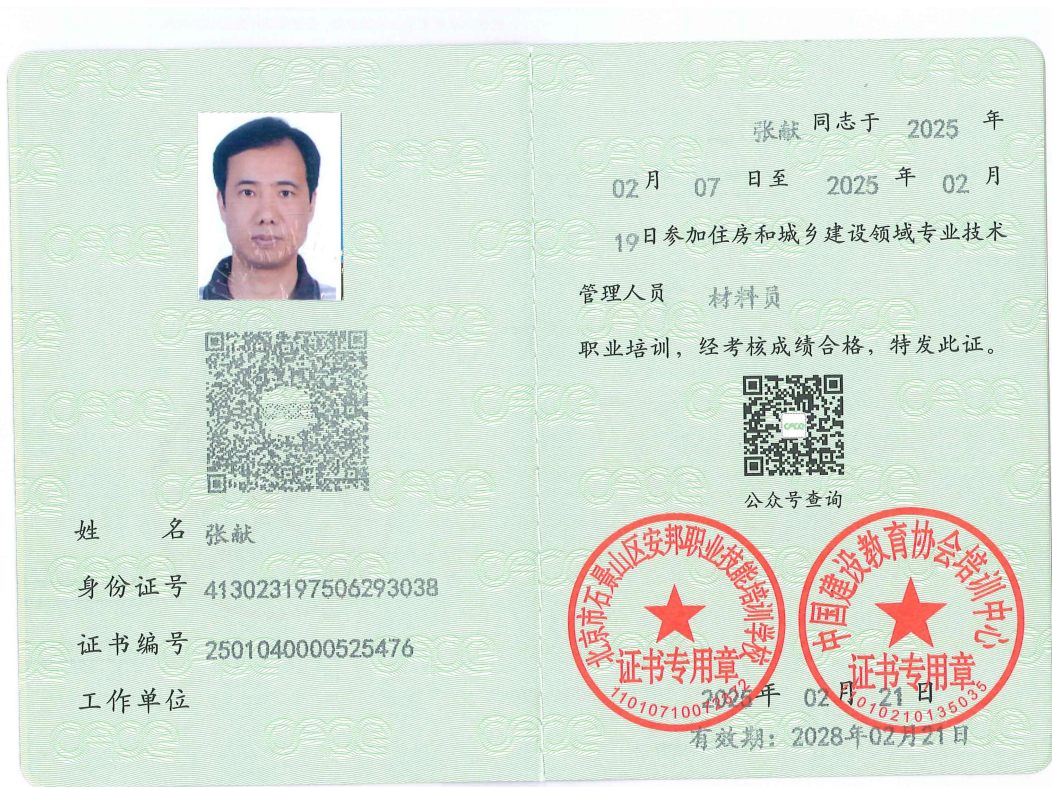 姓 名 张献
身份证号 413023197506293038
证书编号 2501040000525476
工作单位
张献 同志于 2025 年
02 月 07 日至 2025 年 02 月
19 日参加住房和城乡建设领域专业技术
管理人员 材料员
职业培训，经考核成绩合格，特发此证。
cece
公众号查询
北京市石景山区安邦职业技能培训学校
证书专用章
中国建设教育协会培训中心
证书专用章
11010210135035
2025 年 02 月 21 日
有效期：2028年02月21日